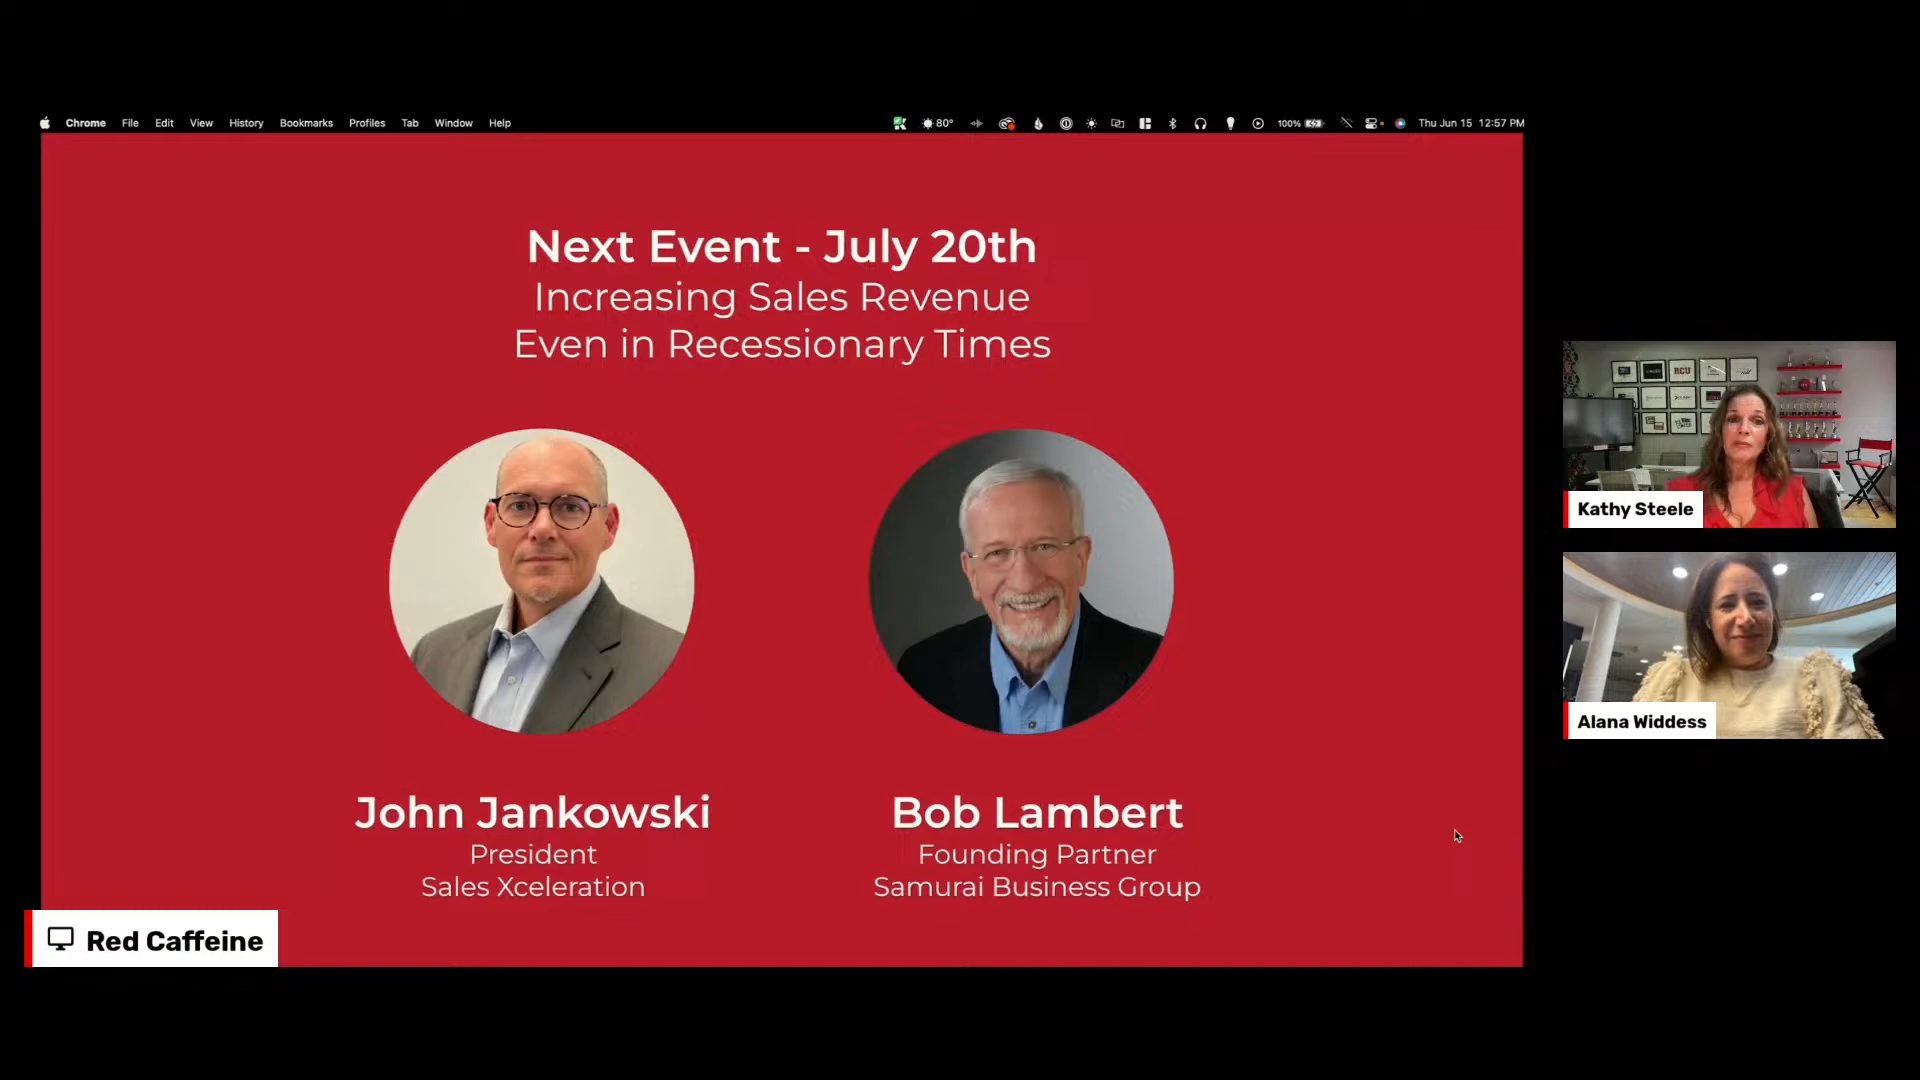 Chrome File Edit View History Bookmarks Profiles Tab Window Help 80° 100% Thu Jun 15 12:57 PM
Next Event - July 20th
Increasing Sales Revenue
Even in Recessionary Times
RCU
Kathy Steele
Alana Widdess
John Jankowski
President
Sales Xceleration
Bob Lambert
Founding Partner
Samurai Business Group
Red Caffeine